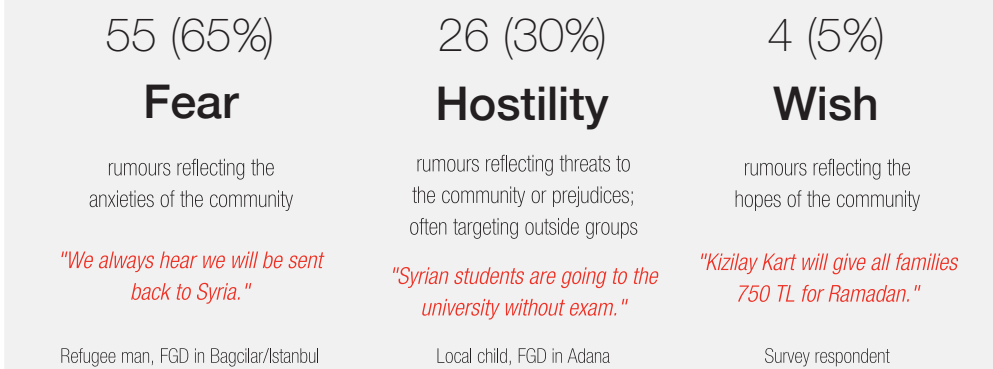 55 (65%)
Fear
rumours reflecting the
anxieties of the community
"We always hear we will be sent
back to Syria."
Refugee man, FGD in Bagcilar/Istanbul
26 (30%)
Hostility
rumours reflecting threats to
the community or prejudices;
often targeting outside groups
"Syrian students are going to the
university without exam."
Local child, FGD in Adana
4 (5%)
Wish
rumours reflecting the
hopes of the community
"Kizilay Kart will give all families
750 TL for Ramadan."
Survey respondent